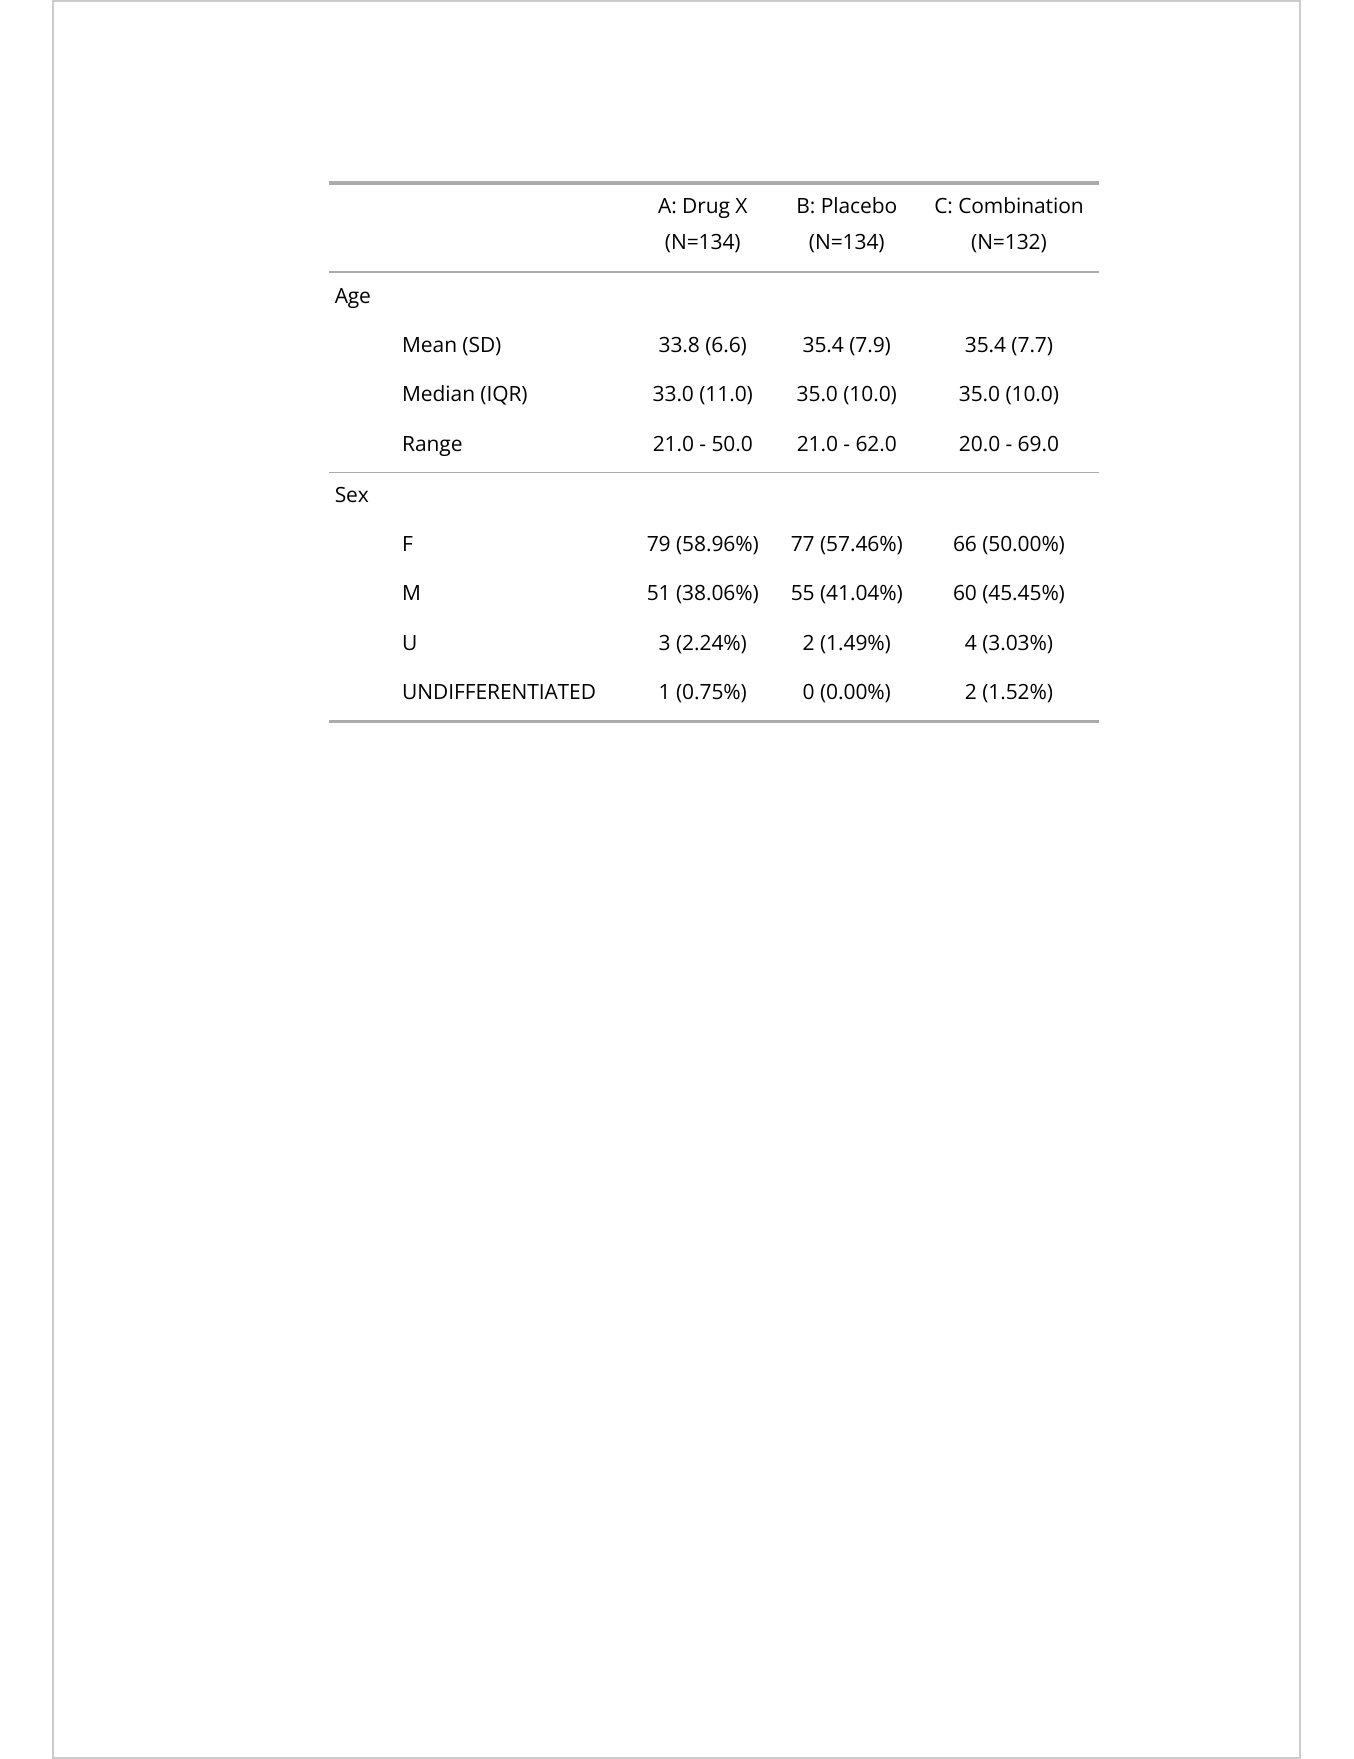 A: Drug X B: Placebo C: Combination
(N=134) (N=134) (N=132)
Age
Mean (SD) 33.8 (6.6) 35.4 (7.9) 35.4 (7.7)
Median (IQR) 33.0 (11.0) 35.0 (10.0) 35.0 (10.0)
Range 21.0 - 50.0 21.0 - 62.0 20.0 - 69.0
Sex
F 79 (58.96%) 77 (57.46%) 66 (50.00%)
M 51 (38.06%) 55 (41.04%) 60 (45.45%)
U 3 (2.24%) 2 (1.49%) 4 (3.03%)
UNDIFFERENTIATED 1 (0.75%) 0 (0.00%) 2 (1.52%)